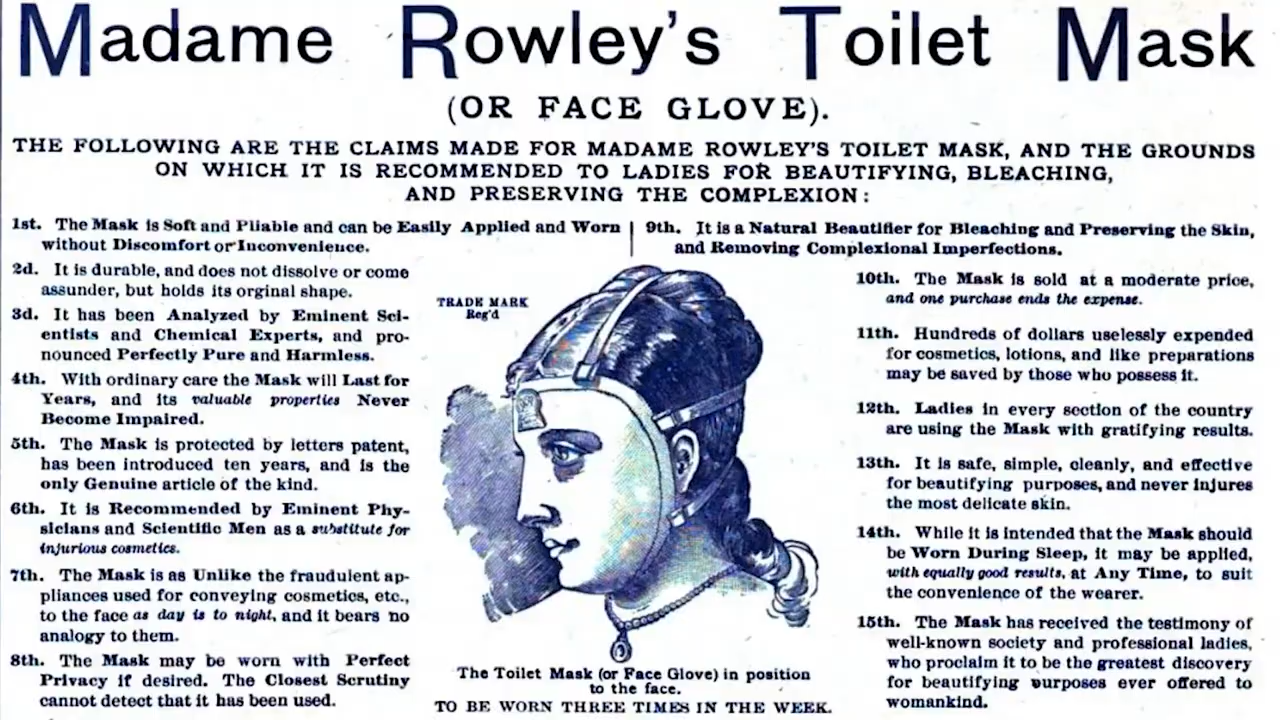 Madame Rowley's Toilet Mask
(OR FACE GLOVE).
THE FOLLOWING ARE THE CLAIMS MADE FOR MADAME ROWLEY'S TOILET MASK, AND THE GROUNDS
ON WHICH IT IS RECOMMENDED TO LADIES FOR BEAUTIFYING, BLEACHING,
AND PRESERVING THE COMPLEXION:
1st. The Mask is Soft and Pliable and can be Easily Applied and Worn
without Discomfort or Inconvenience.
2d. It is durable, and does not dissolve or come
assunder, but holds its orginal shape.
3d. It has been Analyzed by Eminent Sci-
entists and Chemical Experts, and pro-
nounced Perfectly Pure and Harmless.
4th. With ordinary care the Mask will Last for
Years, and its valuable properties Never
Become Impaired.
5th. The Mask is protected by letters patent,
has been introduced ten years, and is the
only Genuine article of the kind.
6th. It is Recommended by Eminent Phy-
sicians and Scientific Men as a substitute for
injurious cosmetics.
7th. The Mask is as Unlike the fraudulent ap-
pliances used for conveying cosmetics, etc.,
to the face as day is to night, and it bears no
analogy to them.
8th. The Mask may be worn with Perfect
Privacy if desired. The Closest Scrutiny
cannot detect that it has been used.
TRADE MARK
Reg'd
The Toilet Mask (or Face Glove) in position
to the face.
TO BE WORN THREE TIMES IN THE WEEK.
9th. It is a Natural Beautifier for Bleaching and Preserving the Skin,
and Removing Complexional Imperfections.
10th. The Mask is sold at a moderate price,
and one purchase ends the expense.
11th. Hundreds of dollars uselessly expended
for cosmetics, lotions, and like preparations
may be saved by those who possess it.
12th. Ladies in every section of the country
are using the Mask with gratifying results.
13th. It is safe, simple, cleanly, and effective
for beautifying purposes, and never injures
the most delicate skin.
14th. While it is intended that the Mask should
be Worn During Sleep, it may be applied,
with equally good results, at Any Time, to suit
the convenience of the wearer.
15th. The Mask has received the testimony of
well-known society and professional ladies,
who proclaim it to be the greatest discovery
for beautifying purposes ever offered to
womankind.